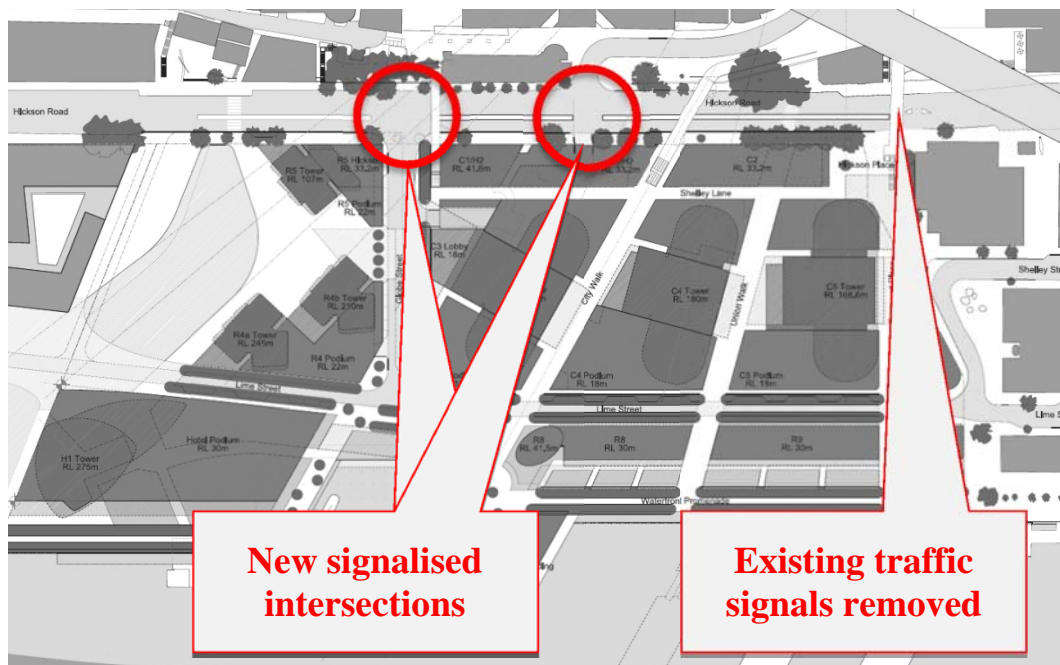 Hickson Road
Hickson Road
R5 Hickson
RL 33.2m
C1/H2
RL 41.6m
RL 33.2m
C2
RL 33.2m
Hickson Place
R5 Tower
RL 107m
R5 Podium
RL 22m
Shelley Lane
C3 Lobby
RL 18m
Globe Street
City Walk
C4 Tower
RL 180m
Union Walk
C5 Tower
RL 168.6m
R4b Tower
RL 210m
R4a Tower
RL 245m
R4 Podium
RL 22m
Lime Street
C4 Podium
RL 18m
C5 Podium
RL 18m
Lime Street
Hotel Podium
RL 30m
H1 Tower
RL 275m
R8
RL 41.5m
R8
RL 30m
R9
RL 30m
Waterfront Promenade
New signalised
intersections
Existing traffic
signals removed